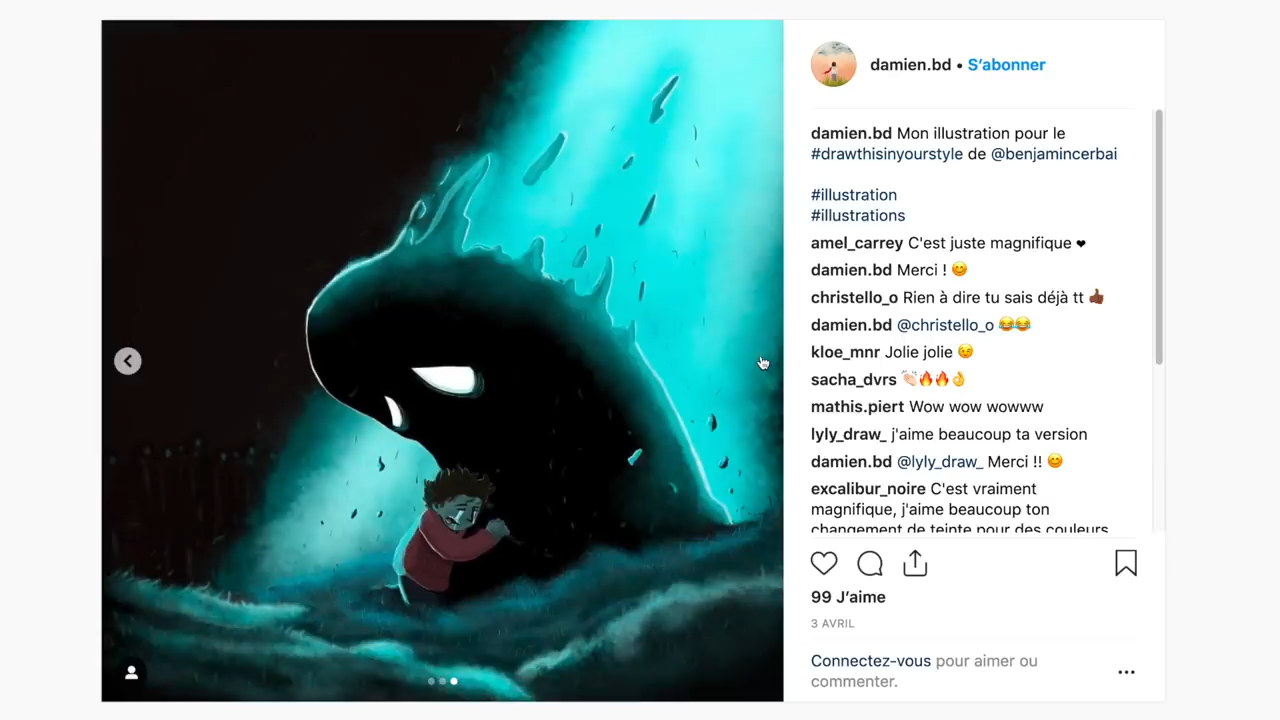 damien.bd • S'abonner
damien.bd Mon illustration pour le
#drawthisinyourstyle de @benjamincerbai
#illustration
#illustrations
amel_carrey C'est juste magnifique ❤
damien.bd Merci ! 😊
christello_o Rien à dire tu sais déjà tt 👍🏿
damien.bd @christello_o 😂😂
kloe_mnr Jolie jolie 😉
sacha_dvrs 👏🏻🔥🔥👌
mathis.piert Wow wow wowww
lyly_draw_ j'aime beaucoup ta version
damien.bd @lyly_draw_ Merci !! 😊
excalibur_noire C'est vraiment
magnifique, j'aime beaucoup ton
changement de teinte pour des couleurs
99 J'aime
3 AVRIL
Connectez-vous pour aimer ou
commenter.